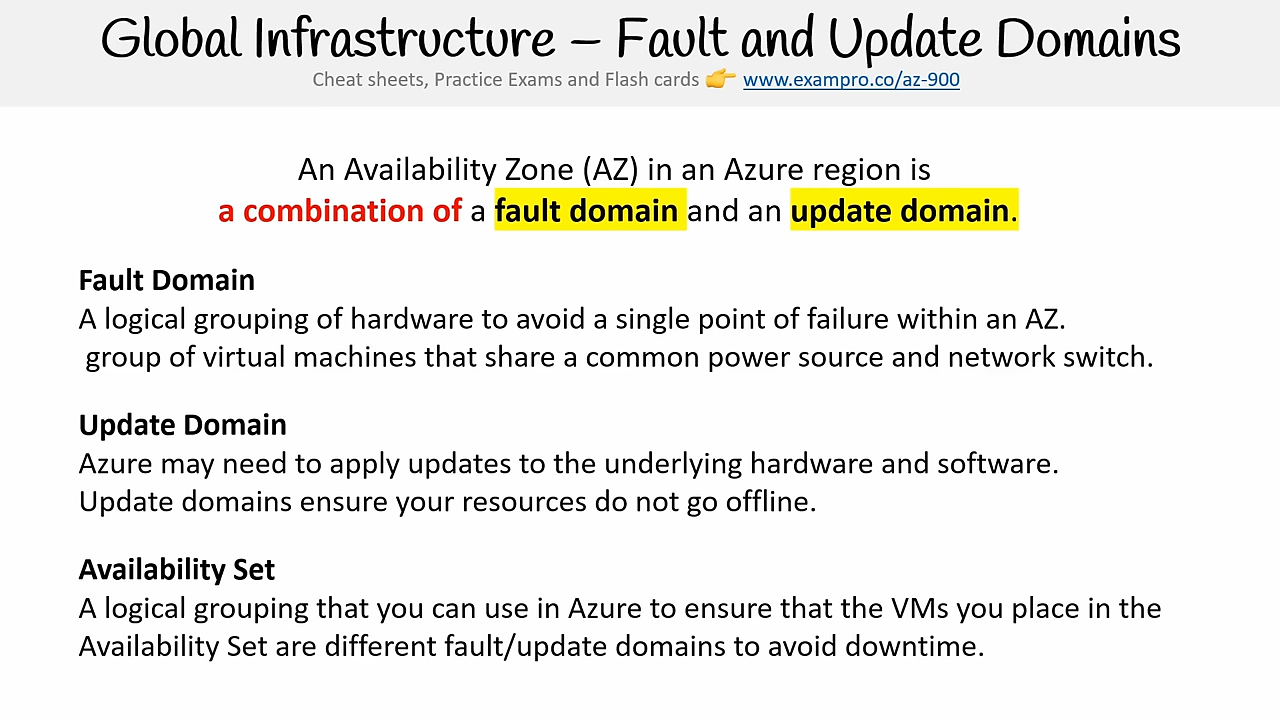 Global Infrastructure – Fault and Update Domains
Cheat sheets, Practice Exams and Flash cards 👉 www.exampro.co/az-900
An Availability Zone (AZ) in an Azure region is
a combination of a fault domain and an update domain.
Fault Domain
A logical grouping of hardware to avoid a single point of failure within an AZ.
group of virtual machines that share a common power source and network switch.
Update Domain
Azure may need to apply updates to the underlying hardware and software.
Update domains ensure your resources do not go offline.
Availability Set
A logical grouping that you can use in Azure to ensure that the VMs you place in the
Availability Set are different fault/update domains to avoid downtime.